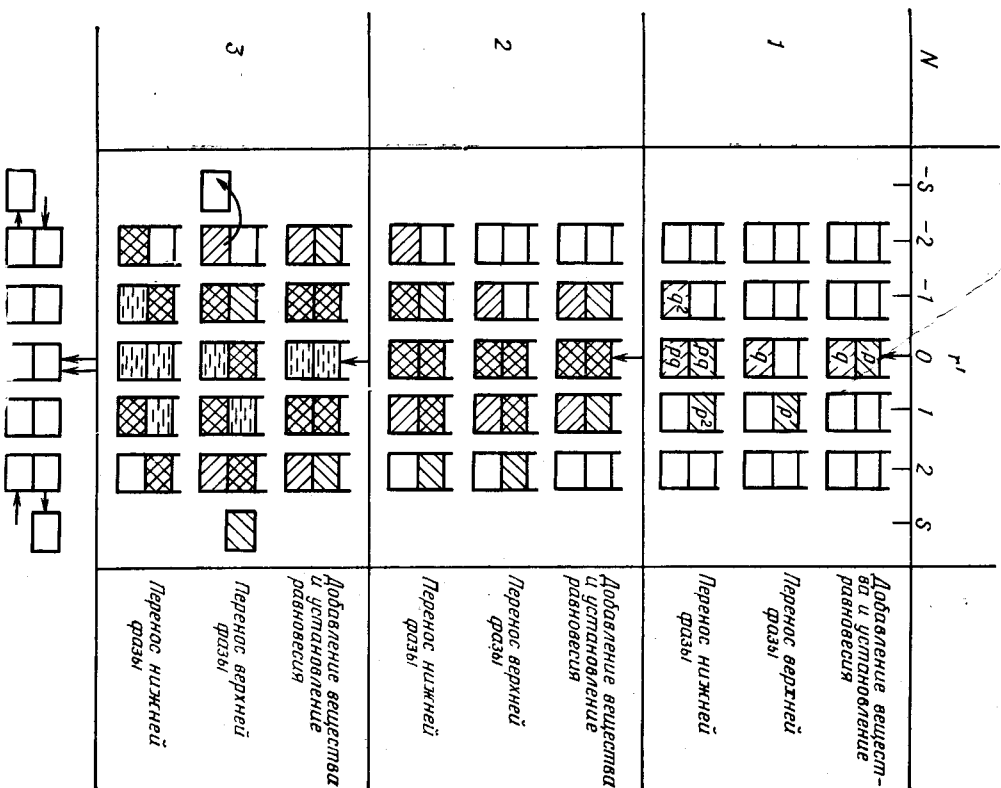 r'
N -S -2 -1 0 1 2 S
1
p
q
Добавление вещест-
ва и установление
равновесия
q p
Перенос верхней
фазы
pq p²
q² pq
Перенос нижней
фазы
2
Добавление вещества
и установление
равновесия
Перенос верхней
фазы
Перенос нижней
фазы
3
Добавление вещества
и установление
равновесия
Перенос верхней
фазы
Перенос нижней
фазы